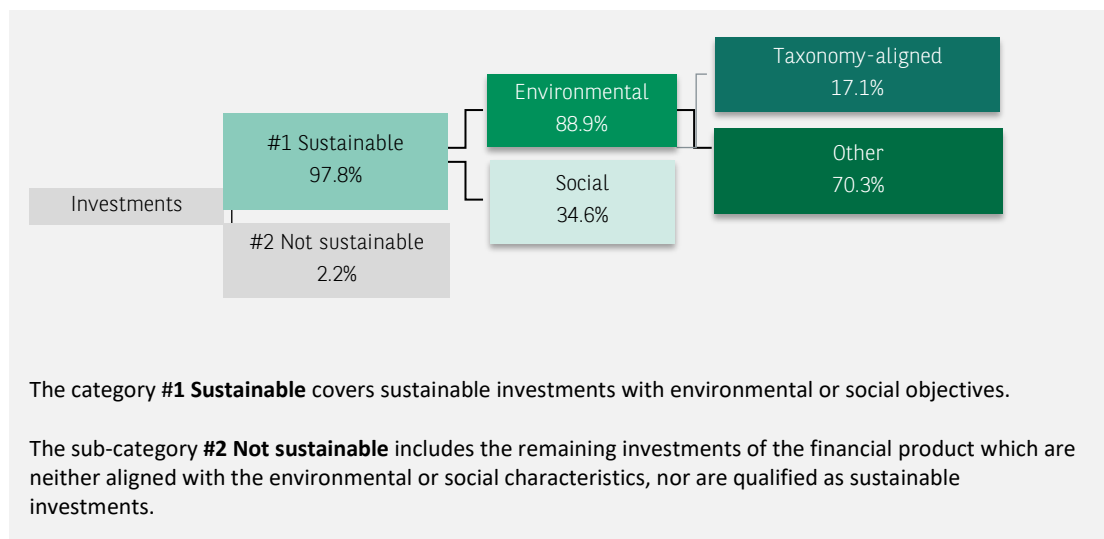 Investments
#1 Sustainable
97.8%
#2 Not sustainable
2.2%
Environmental
88.9%
Social
34.6%
Taxonomy-aligned
17.1%
Other
70.3%
The category #1 Sustainable covers sustainable investments with environmental or social objectives.
The sub-category #2 Not sustainable includes the remaining investments of the financial product which are
neither aligned with the environmental or social characteristics, nor are qualified as sustainable
investments.